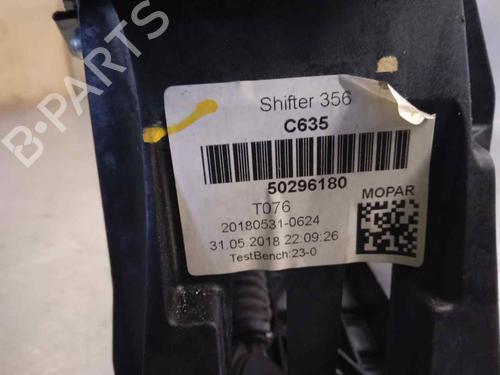 B-PARTS
Shifter 356
C635
50296180
MOPAR
T076
20180531-0624
31.05.2018 22:09:26
TestBench:23-0